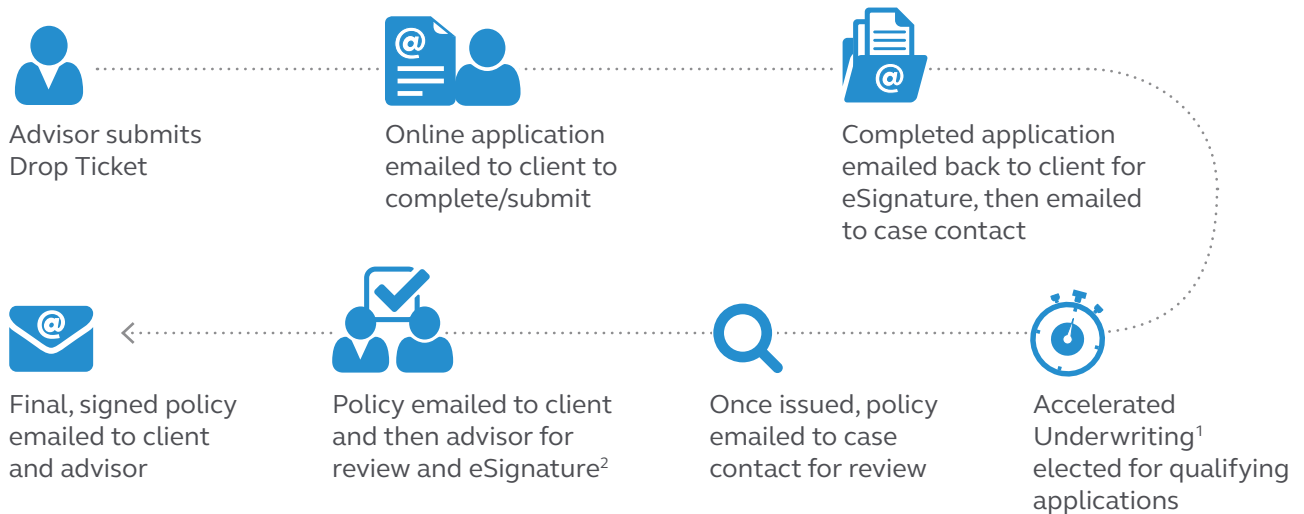 @
@
Advisor submits
Drop Ticket
Online application
emailed to client to
complete/submit
Completed application
emailed back to client for
eSignature, then emailed
to case contact
@
Final, signed policy
emailed to client
and advisor
Policy emailed to client
and then advisor for
review and eSignature²
Once issued, policy
emailed to case
contact for review
Accelerated
Underwriting¹
elected for qualifying
applications